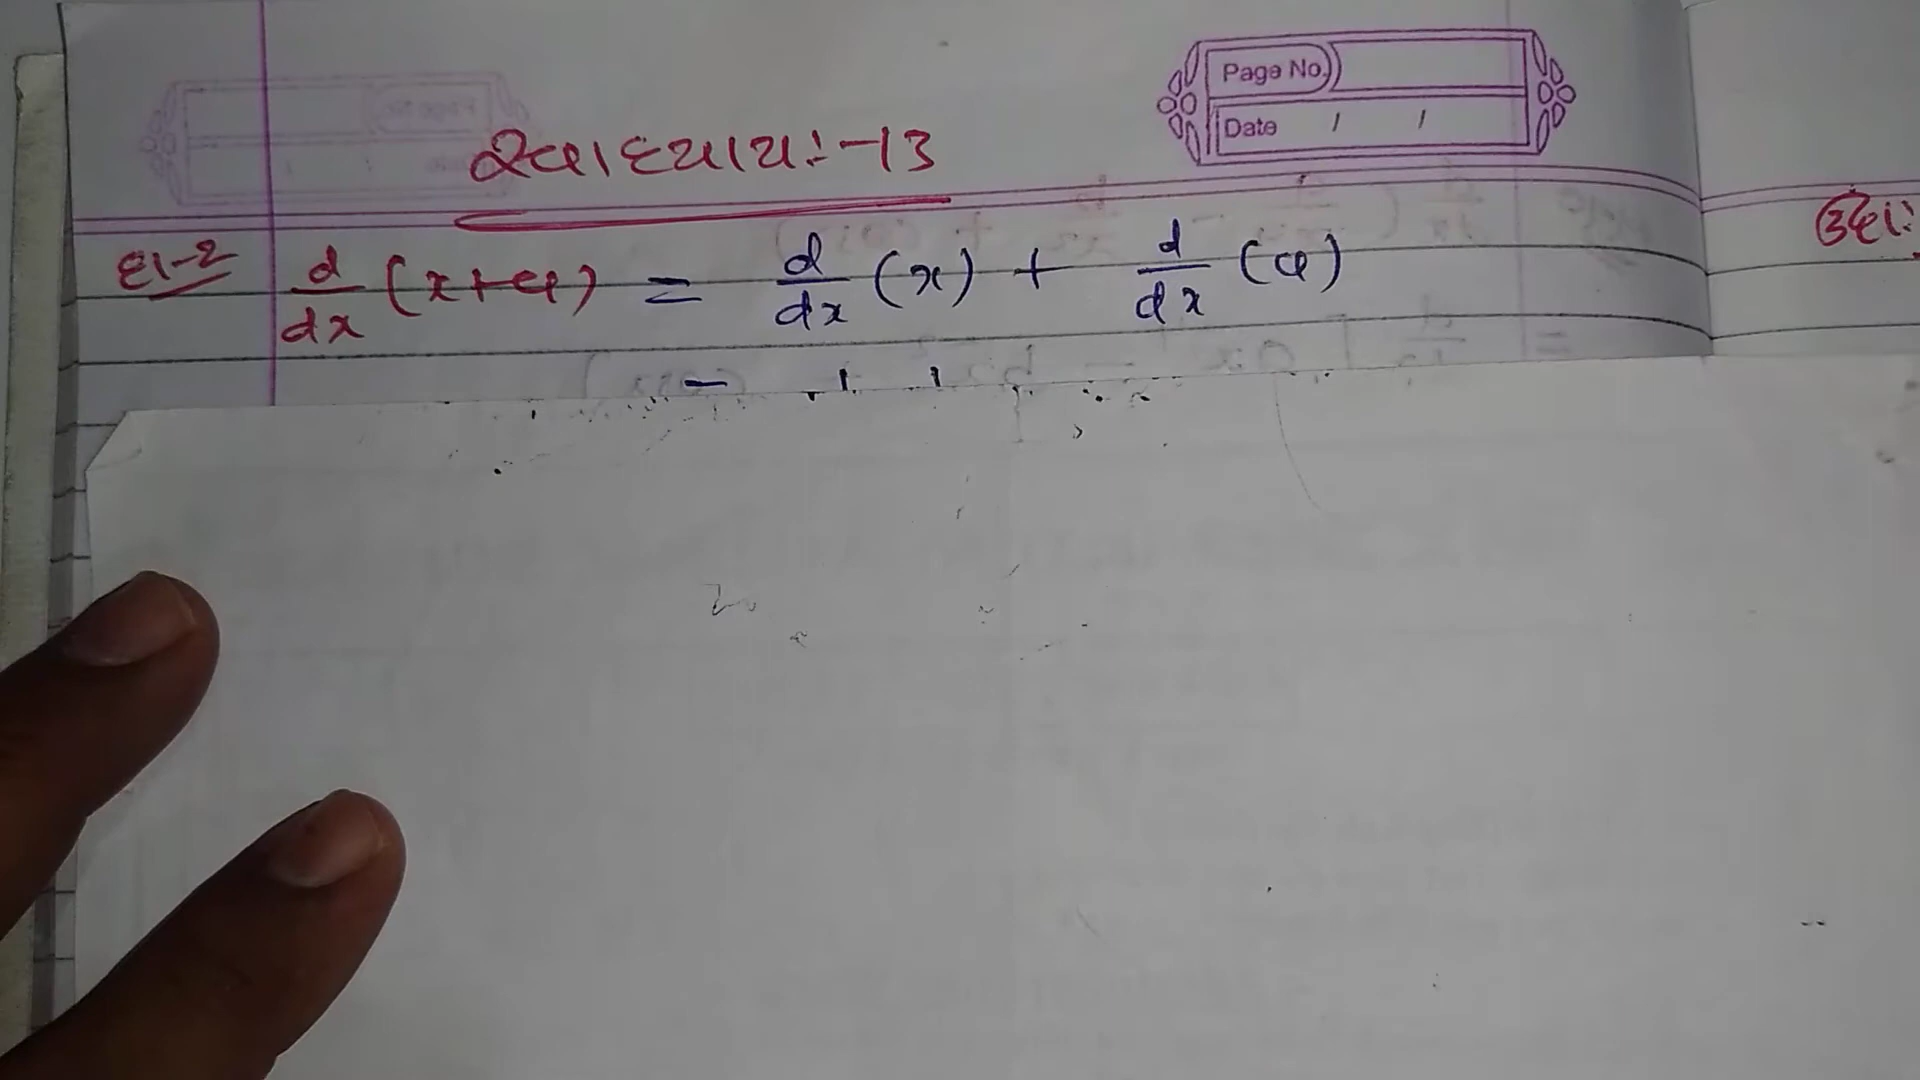 Page No.
Date / /
સ્વાધ્યાય:-13
દા-2 d/dx (x+a) = d/dx (x) + d/dx (a)